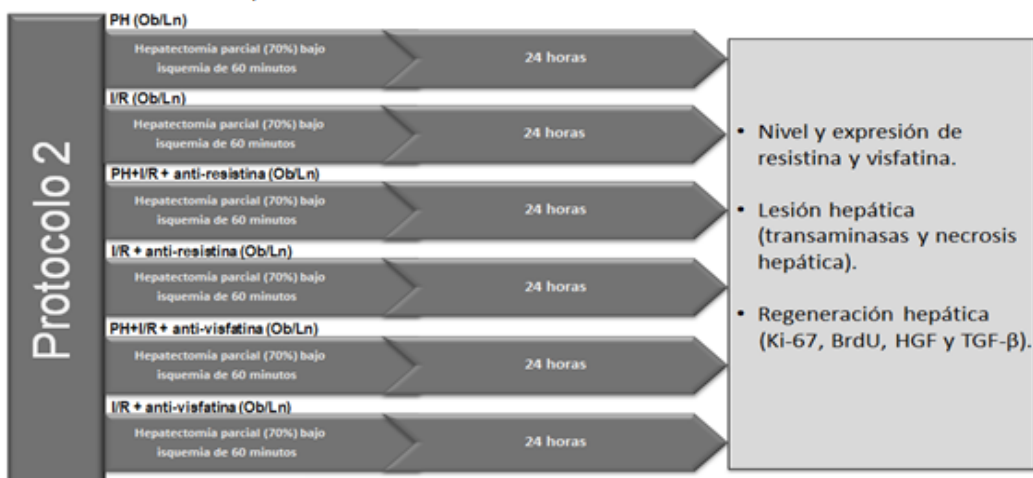 Protocolo 2
PH (Ob/Ln)
Hepatectomía parcial (70%) bajo
isquemia de 60 minutos
24 horas
I/R (Ob/Ln)
Hepatectomía parcial (70%) bajo
isquemia de 60 minutos
24 horas
PH+I/R + anti-resistina (Ob/Ln)
Hepatectomía parcial (70%) bajo
isquemia de 60 minutos
24 horas
I/R + anti-resistina (Ob/Ln)
Hepatectomía parcial (70%) bajo
isquemia de 60 minutos
24 horas
PH+I/R + anti-visfatina (Ob/Ln)
Hepatectomía parcial (70%) bajo
isquemia de 60 minutos
24 horas
I/R + anti-visfatina (Ob/Ln)
Hepatectomía parcial (70%) bajo
isquemia de 60 minutos
24 horas
• Nivel y expresión de
resistina y visfatina.
• Lesión hepática
(transaminasas y necrosis
hepática).
• Regeneración hepática
(Ki-67, BrdU, HGF y TGF-β).